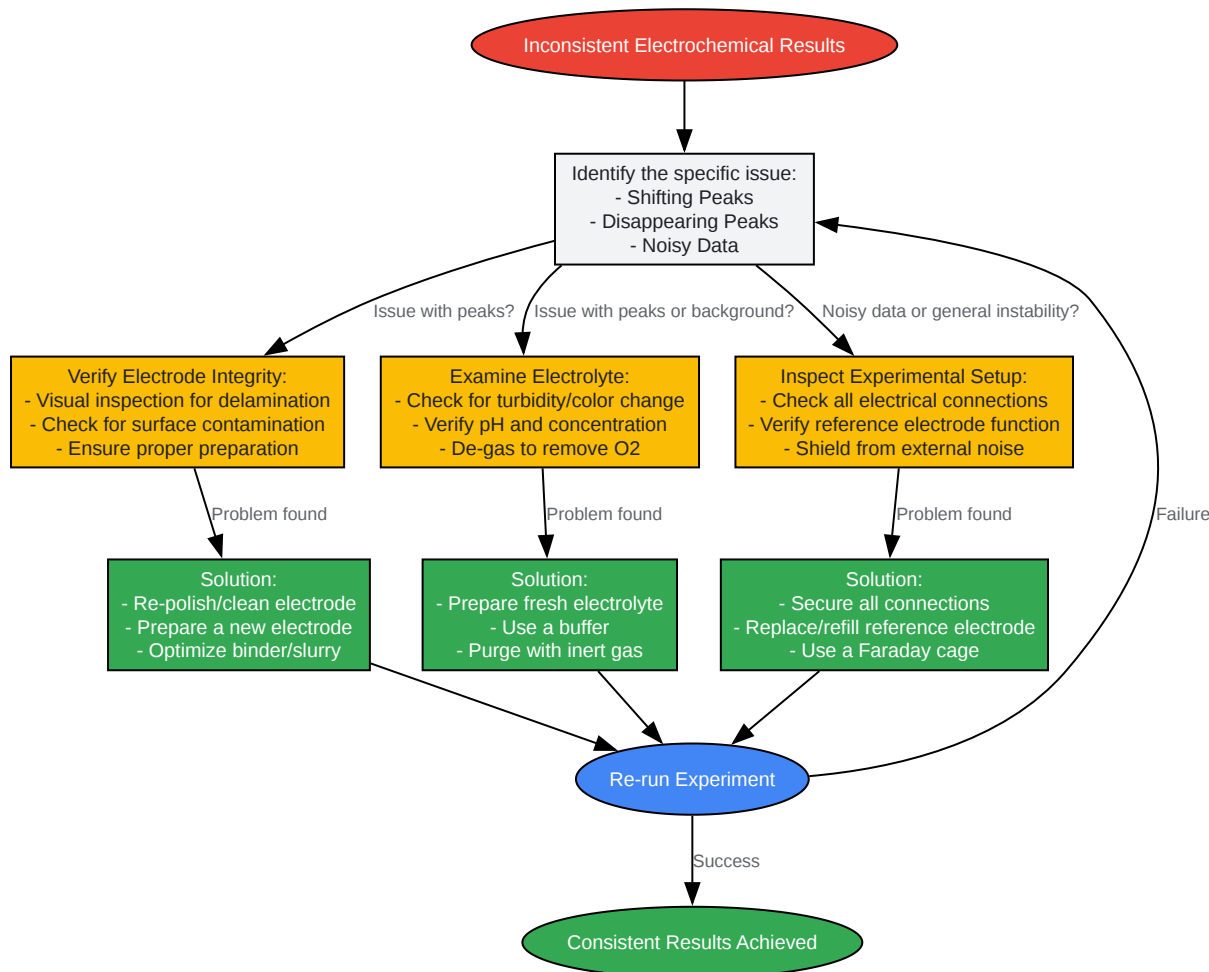 Inconsistent Electrochemical Results
Identify the specific issue:
- Shifting Peaks
- Disappearing Peaks
- Noisy Data
Issue with peaks?
Issue with peaks or background?
Noisy data or general instability?
Verify Electrode Integrity:
- Visual inspection for delamination
- Check for surface contamination
- Ensure proper preparation
Examine Electrolyte:
- Check for turbidity/color change
- Verify pH and concentration
- De-gas to remove O2
Inspect Experimental Setup:
- Check all electrical connections
- Verify reference electrode function
- Shield from external noise
Problem found
Problem found
Problem found
Failure
Solution:
- Re-polish/clean electrode
- Prepare a new electrode
- Optimize binder/slurry
Solution:
- Prepare fresh electrolyte
- Use a buffer
- Purge with inert gas
Solution:
- Secure all connections
- Replace/refill reference electrode
- Use a Faraday cage
Re-run Experiment
Success
Consistent Results Achieved